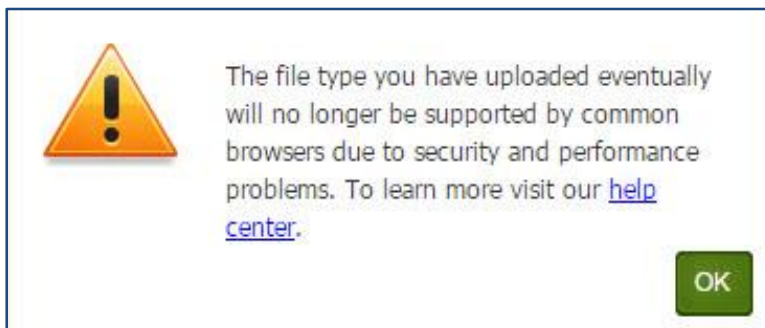 The file type you have uploaded eventually
will no longer be supported by common
browsers due to security and performance
problems. To learn more visit our help
center.
OK